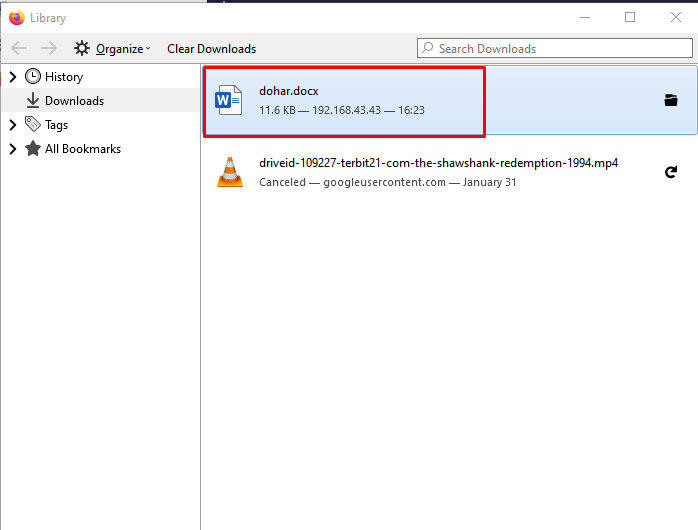 Library
Organize
Clear Downloads
Search Downloads
History
Downloads
Tags
All Bookmarks
W
dohar.docx
11.6 KB — 192.168.43.43 — 16:23
driveid-109227-terbit21-com-the-shawshank-redemption-1994.mp4
Canceled — googleusercontent.com — January 31